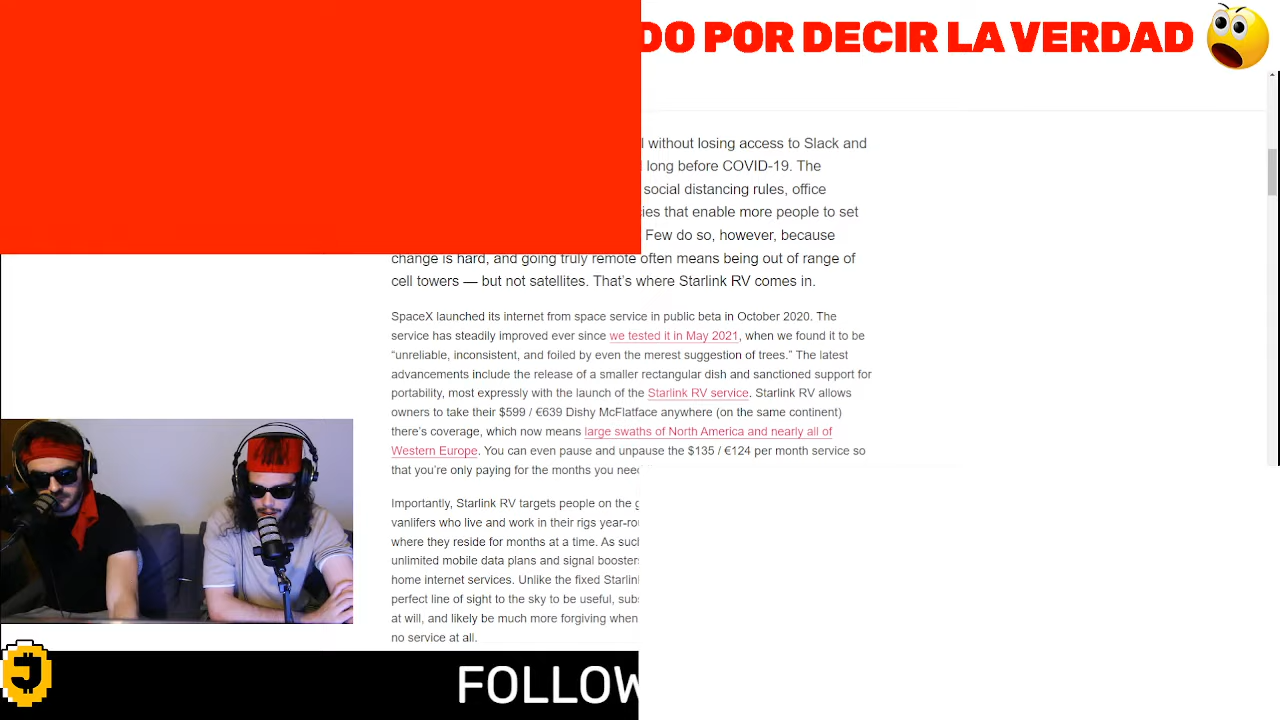 DO POR DECIR LA VERDAD
without losing access to Slack and
long before COVID-19. The
social distancing rules, office
that enable more people to set
Few do so, however, because
change is hard, and going truly remote often means being out of range of
cell towers — but not satellites. That’s where Starlink RV comes in.
SpaceX launched its internet from space service in public beta in October 2020. The
service has steadily improved ever since we tested it in May 2021, when we found it to be
“unreliable, inconsistent, and foiled by even the merest suggestion of trees.” The latest
advancements include the release of a smaller rectangular dish and sanctioned support for
portability, most expressly with the launch of the Starlink RV service. Starlink RV allows
owners to take their $599 / €639 Dishy McFlatface anywhere (on the same continent)
there’s coverage, which now means large swaths of North America and nearly all of
Western Europe. You can even pause and unpause the $135 / €124 per month service so
that you’re only paying for the months you nee
Importantly, Starlink RV targets people on the g
vanlifers who live and work in their rigs year-rou
where they reside for months at a time. As such
unlimited mobile data plans and signal boosters
home internet services. Unlike the fixed Starlin
perfect line of sight to the sky to be useful, subs
at will, and likely be much more forgiving when
no service at all.
FOLLOW